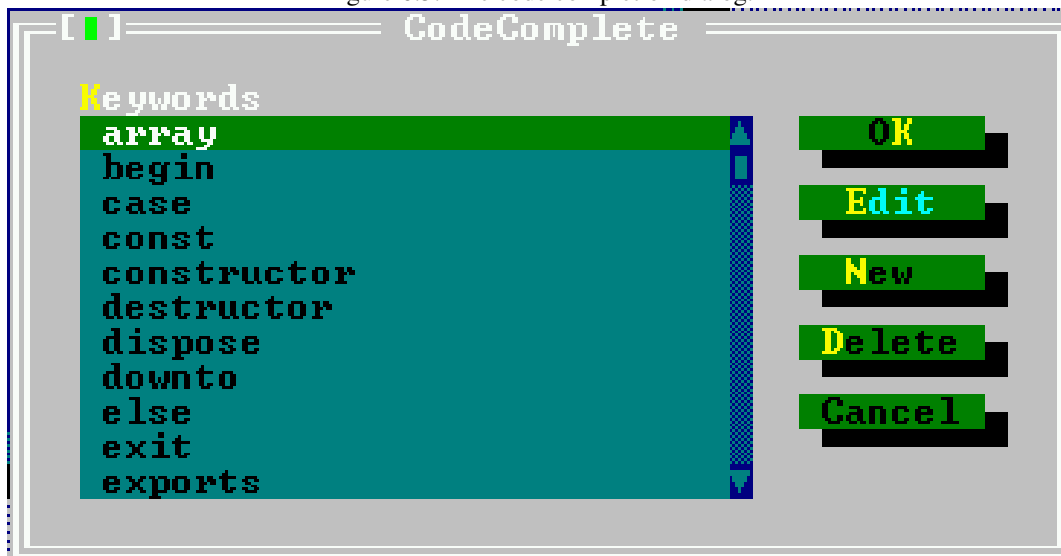 CodeComplete
Keywords
array
begin
case
const
constructor
destructor
dispose
downto
else
exit
exports
OK
Edit
New
Delete
Cancel